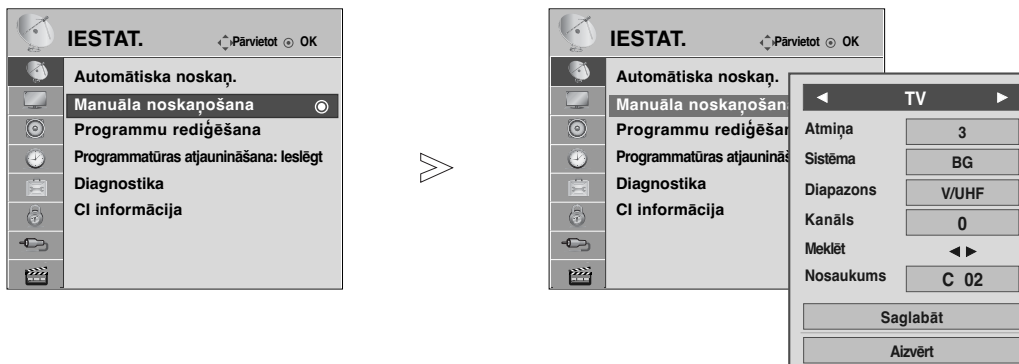 IESTAT. Pārvietot OK
Automātiska noskaņ.
Manuāla noskaņošana
Programmu rediģēšana
Programmatūras atjaunināšana: Ieslēgt
Diagnostika
CI informācija
IESTAT. Pārvietot OK
Automātiska noskaņ.
Manuāla noskaņošan
Programmu rediģēšan
Programmatūras atjaunināš
Diagnostika
CI informācija
◄ TV ►
Atmiņa 3
Sistēma BG
Diapazons V/UHF
Kanāls 0
Meklēt ◄ ►
Nosaukums C 02
Saglabāt
Aizvērt